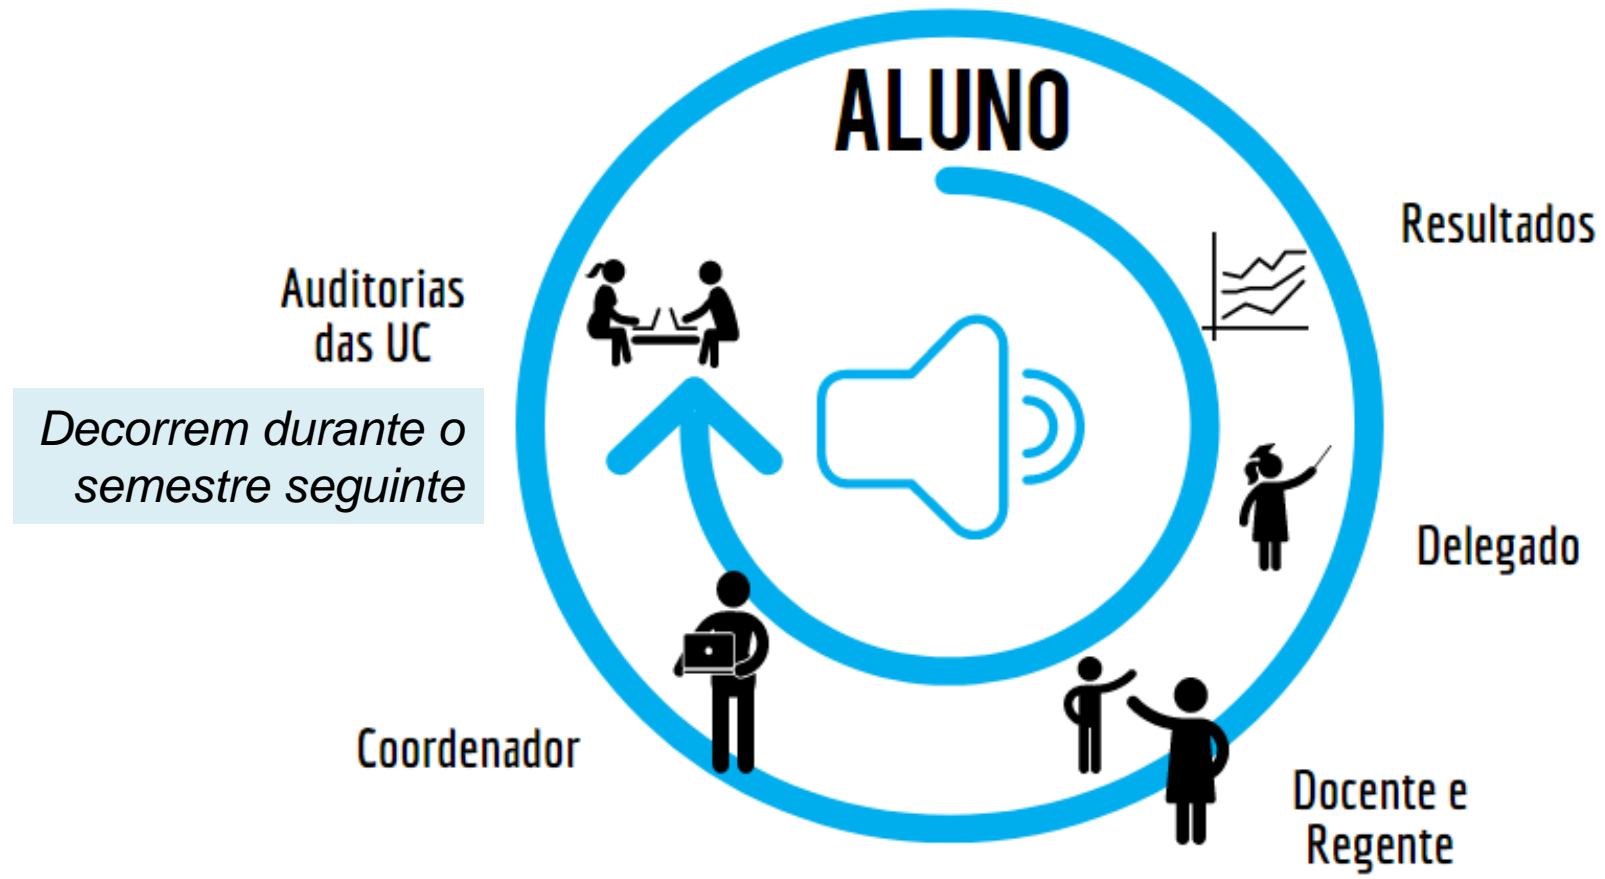 ALUNO
Resultados
Delegado
Docente e
Regente
Coordenador
Auditorias
das UC
Decorrem durante o
semestre seguinte